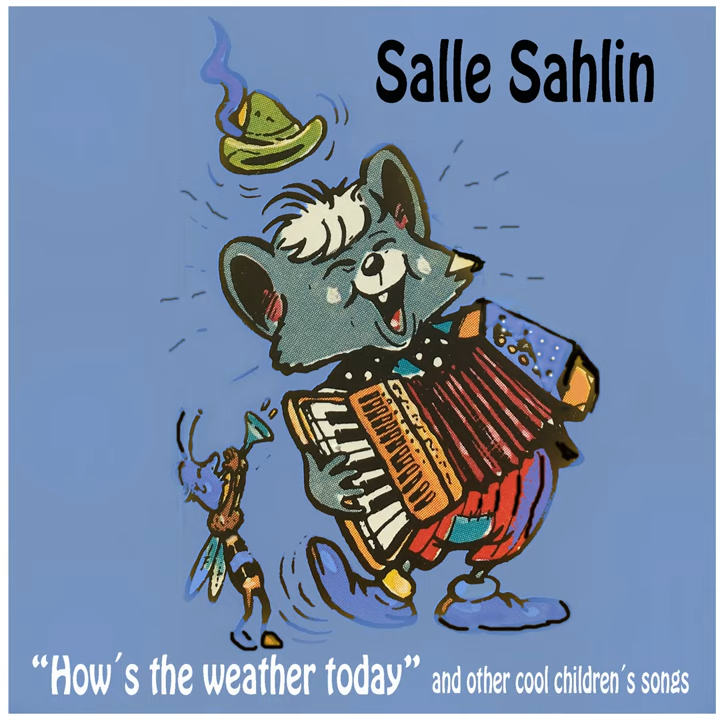 Salle Sahlin
“How´s the weather today” and other cool children´s songs